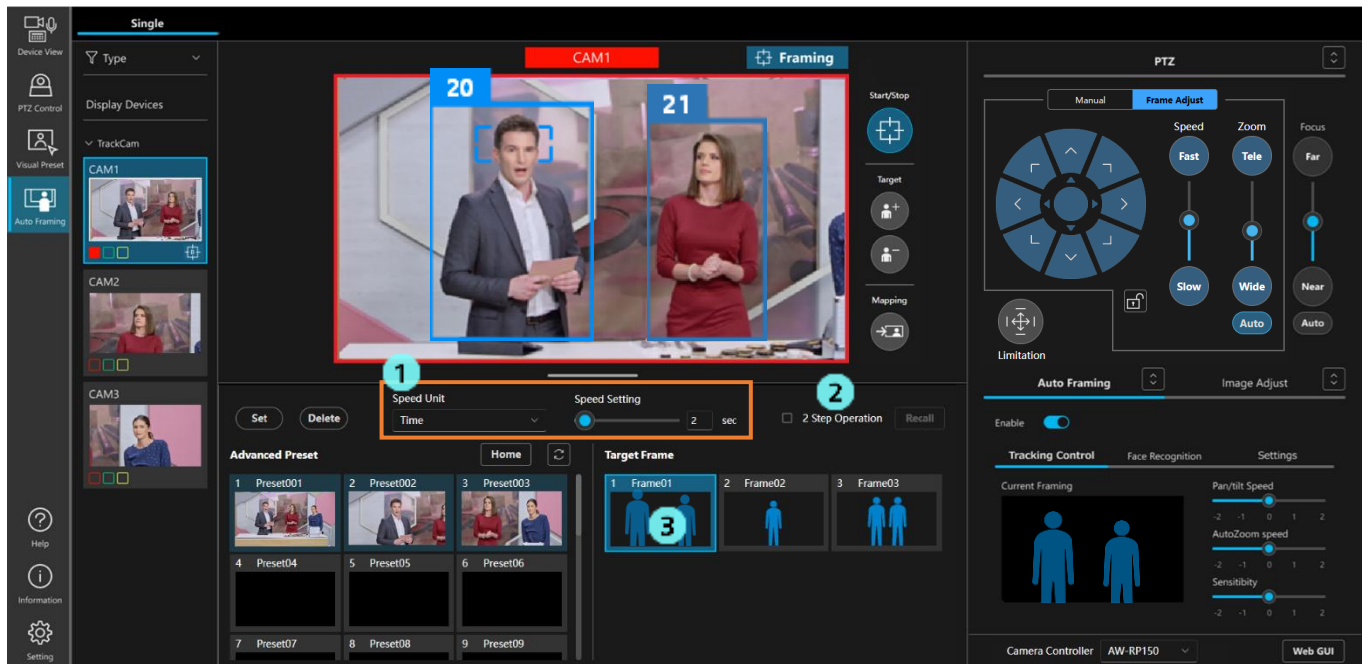 Device View
PTZ Control
Visual Preset
Auto Framing
Help
Information
Setting
Single
Type
Display Devices
TrackCam
CAM1
CAM2
CAM3
CAM1
Framing
20
21
Start/Stop
Target
Mapping
1
Speed Unit
Speed Setting
2
Set
Delete
Time
2
sec
2 Step Operation
Recall
Advanced Preset
Home
Target Frame
1 Preset001
2 Preset002
3 Preset003
4 Preset04
5 Preset05
6 Preset06
7 Preset07
8 Preset08
9 Preset09
1 Frame01
2 Frame02
3 Frame03
3
PTZ
Manual
Frame Adjust
Speed
Zoom
Focus
Fast
Tele
Far
Slow
Wide
Near
Auto
Auto
Limitation
Auto Framing
Image Adjust
Enable
Tracking Control
Face Recognition
Settings
Current Framing
Pan/tilt Speed
-2 -1 0 1 2
AutoZoom speed
-2 -1 0 1 2
Sensitibity
-2 -1 0 1 2
Camera Controller
AW-RP150
Web GUI